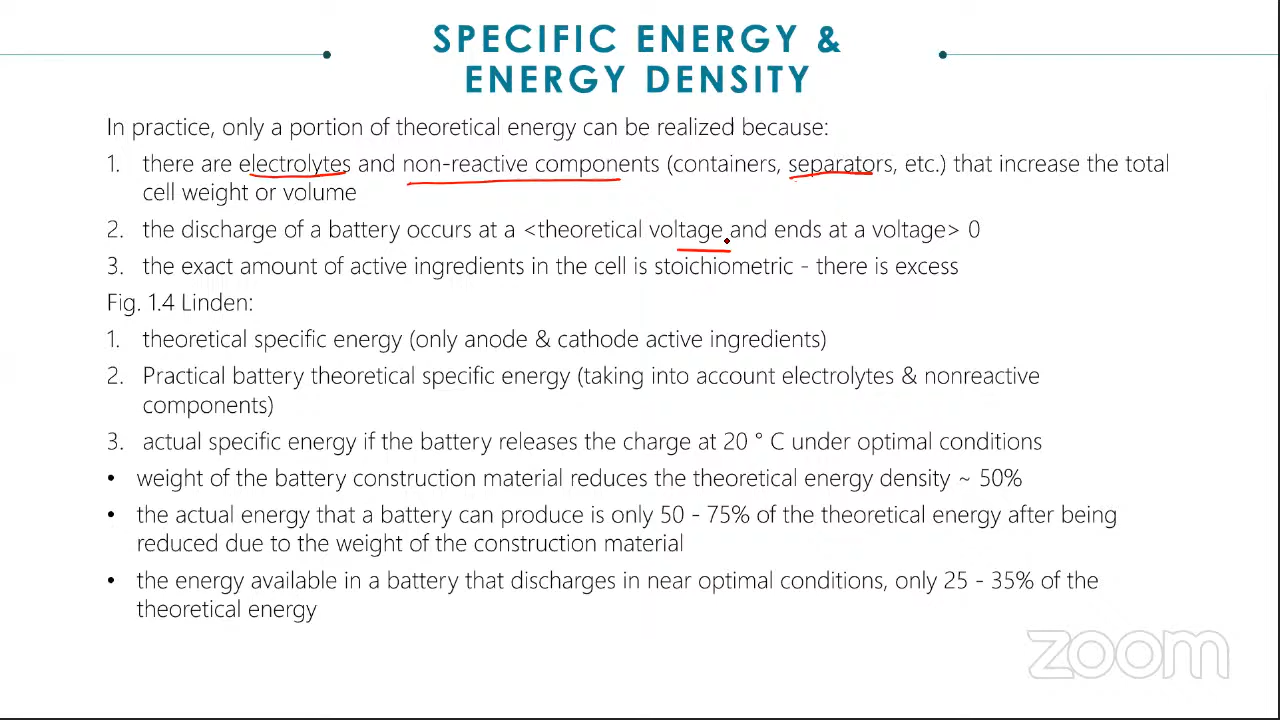 SPECIFIC ENERGY &
ENERGY DENSITY
In practice, only a portion of theoretical energy can be realized because:
1. there are electrolytes and non-reactive components (containers, separators, etc.) that increase the total
cell weight or volume
2. the discharge of a battery occurs at a <theoretical voltage and ends at a voltage> 0
3. the exact amount of active ingredients in the cell is stoichiometric - there is excess
Fig. 1.4 Linden:
1. theoretical specific energy (only anode & cathode active ingredients)
2. Practical battery theoretical specific energy (taking into account electrolytes & nonreactive
components)
3. actual specific energy if the battery releases the charge at 20 ° C under optimal conditions
• weight of the battery construction material reduces the theoretical energy density ~ 50%
• the actual energy that a battery can produce is only 50 - 75% of the theoretical energy after being
reduced due to the weight of the construction material
• the energy available in a battery that discharges in near optimal conditions, only 25 - 35% of the
theoretical energy
zoom